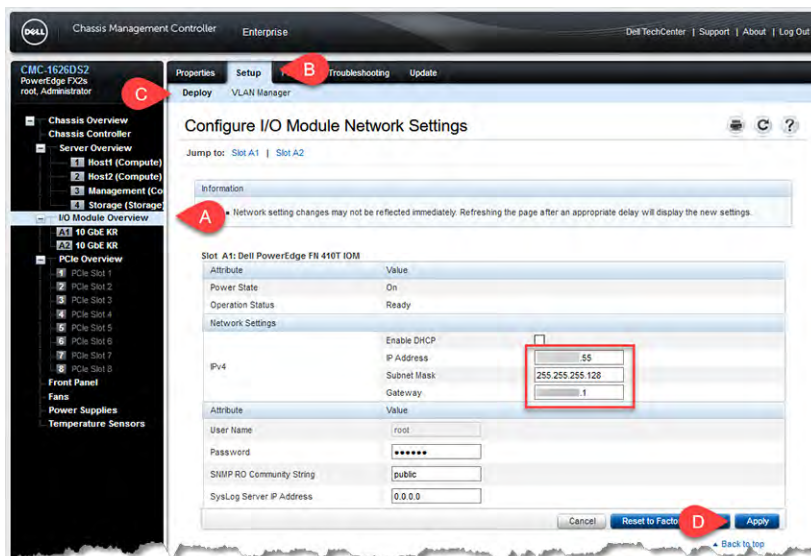 DELL Chassis Management Controller Enterprise Dell TechCenter | Support | About | Log Out
CMC-1626DS2
PowerEdge FX2s
root, Administrator
Properties Setup Troubleshooting Update
B
C
Deploy VLAN Manager
Chassis Overview
Chassis Controller
Server Overview
1 Host1 (Compute)
2 Host2 (Compute)
3 Management (Co
4 Storage (Storage)
I/O Module Overview
A
A1 10 GbE KR
A2 10 GbE KR
PCIe Overview
1 PCIe Slot 1
2 PCIe Slot 2
3 PCIe Slot 3
4 PCIe Slot 4
5 PCIe Slot 5
6 PCIe Slot 6
7 PCIe Slot 7
8 PCIe Slot 8
Front Panel
Fans
Power Supplies
Temperature Sensors
Configure I/O Module Network Settings
Jump to: Slot A1 | Slot A2
Information
Network setting changes may not be reflected immediately. Refreshing the page after an appropriate delay will display the new settings.
Slot A1: Dell PowerEdge FN 410T IOM
Attribute Value
Power State On
Operation Status Ready
Network Settings
IPv4
Enable DHCP
IP Address .55
Subnet Mask 255.255.255.128
Gateway .1
Attribute Value
User Name root
Password ••••••
SNMP RO Community String public
SysLog Server IP Address 0.0.0.0
Cancel Reset to Facto D Apply
Back to top